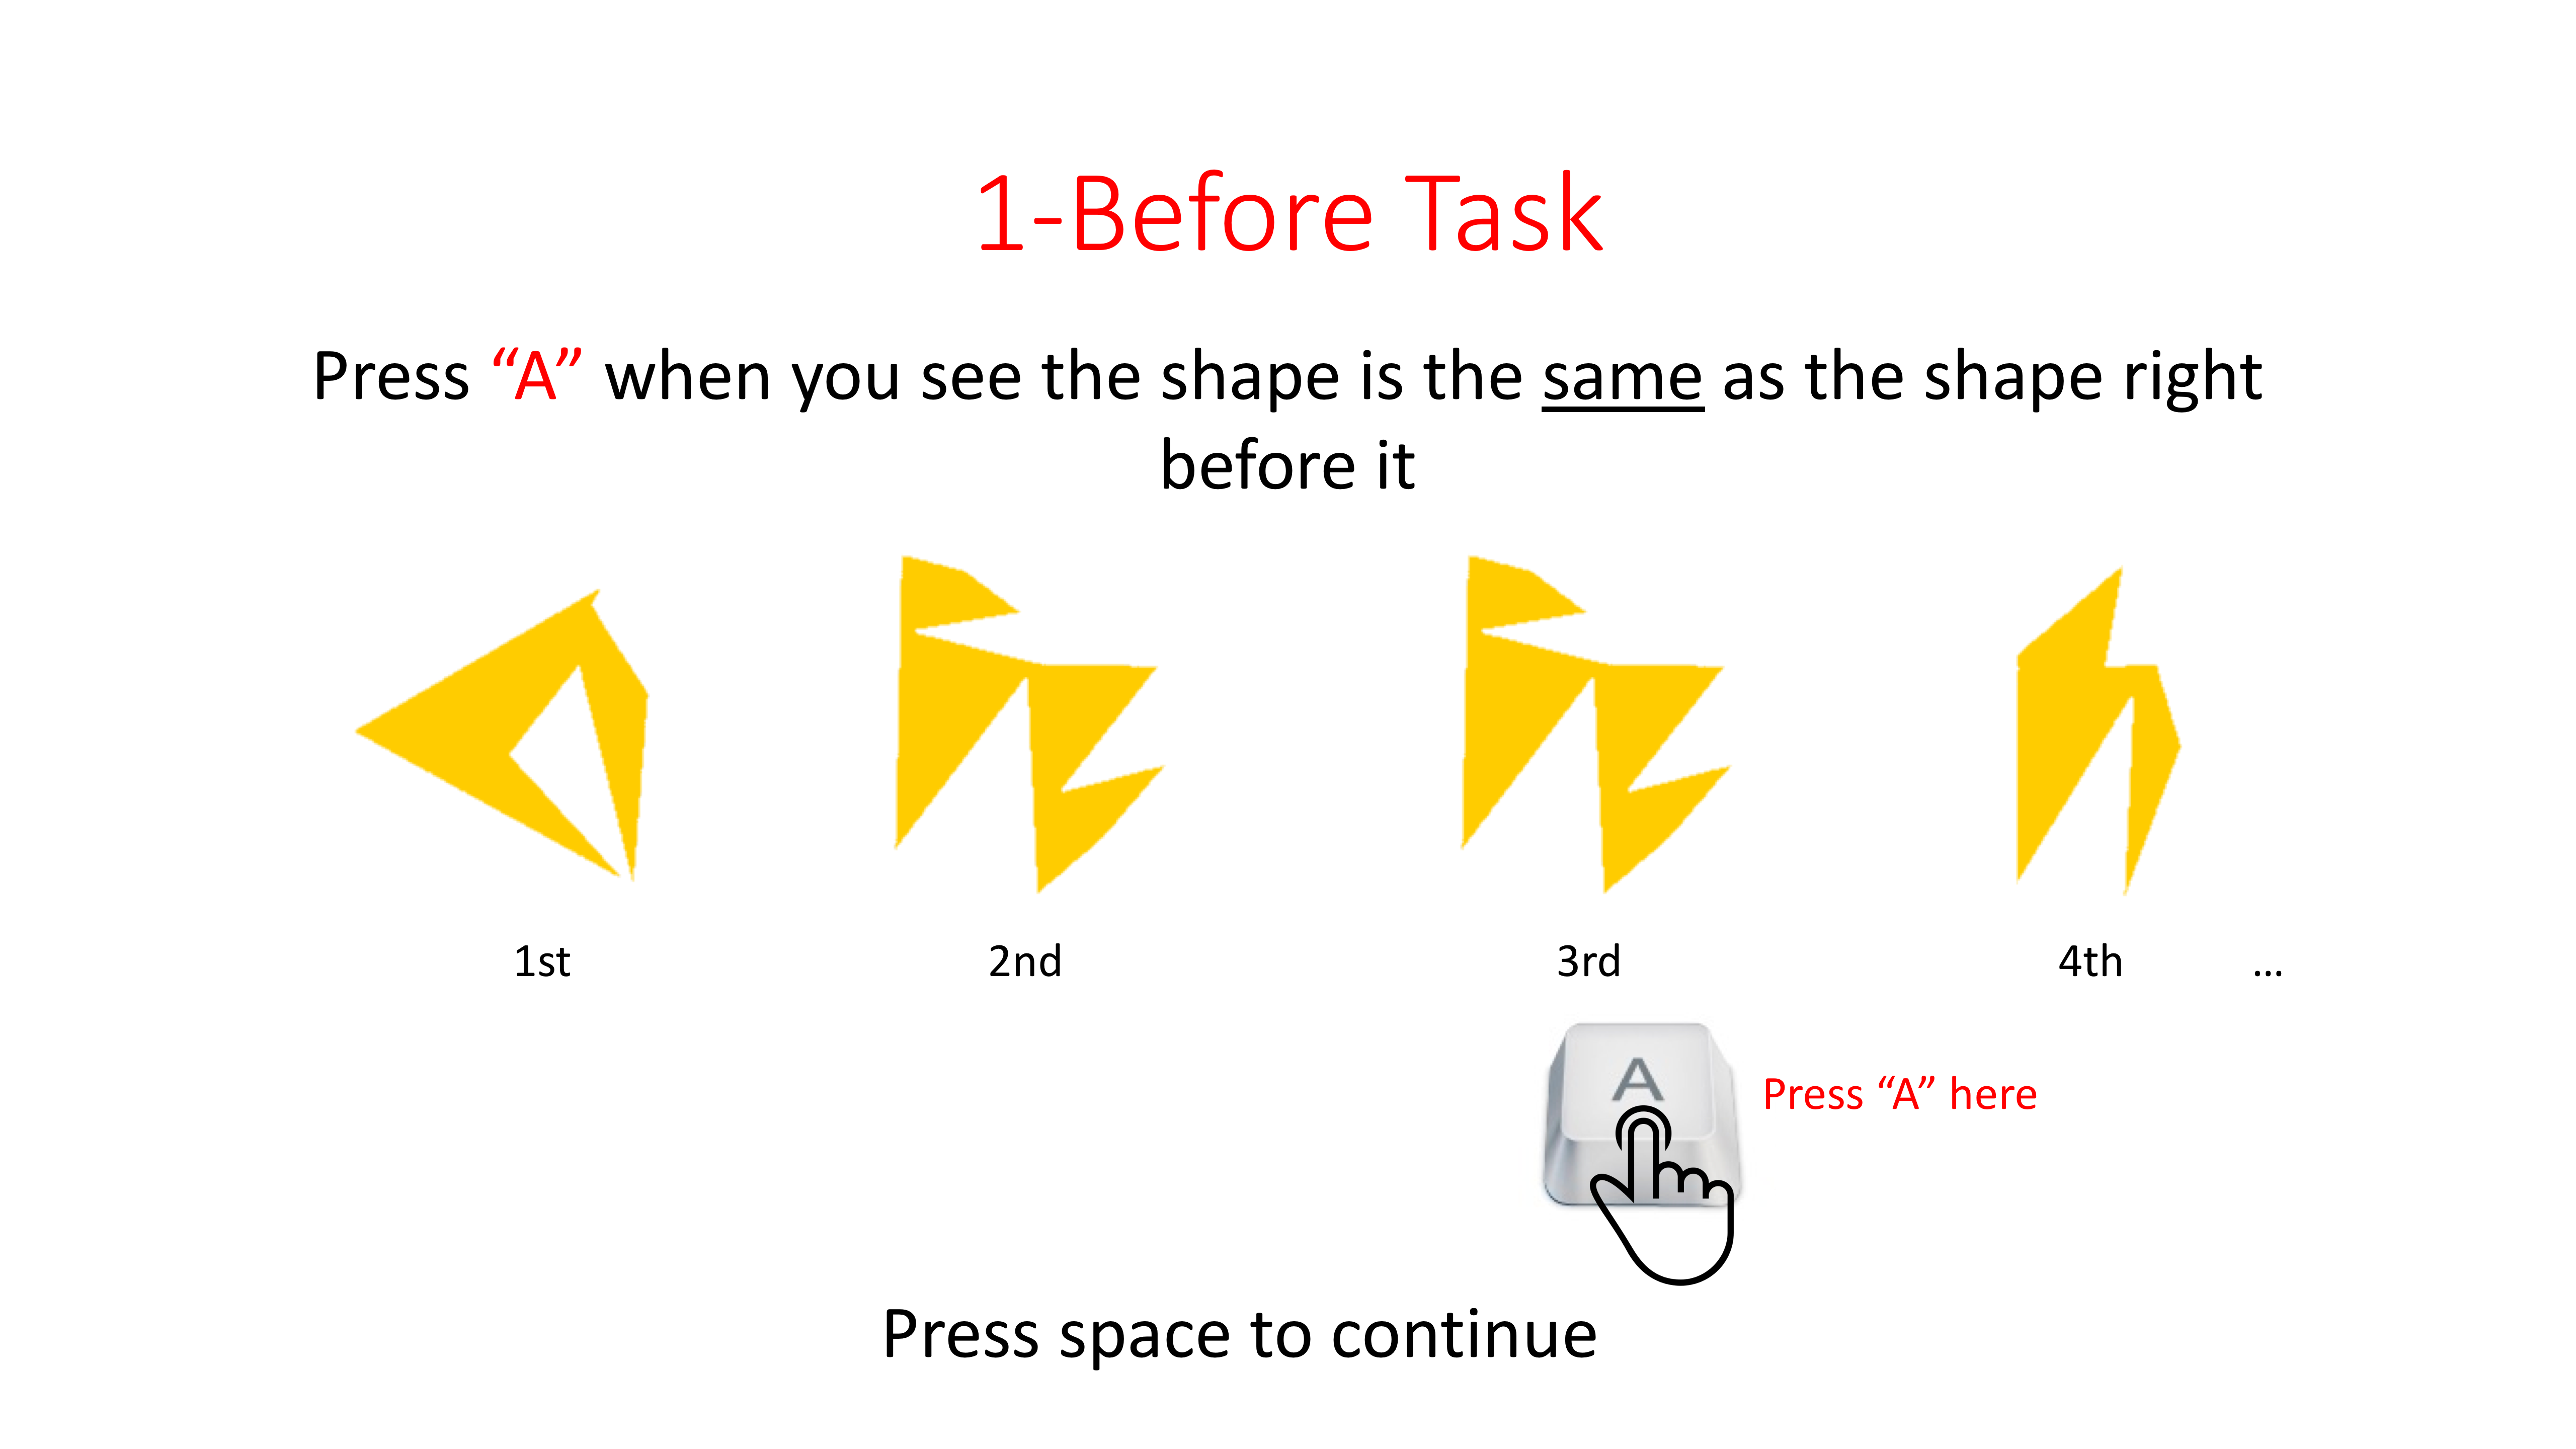 1-Before Task
Press “A” when you see the shape is the same as the shape right
before it
1st
2nd
3rd
4th
...
A
Press “A” here
Press space to continue